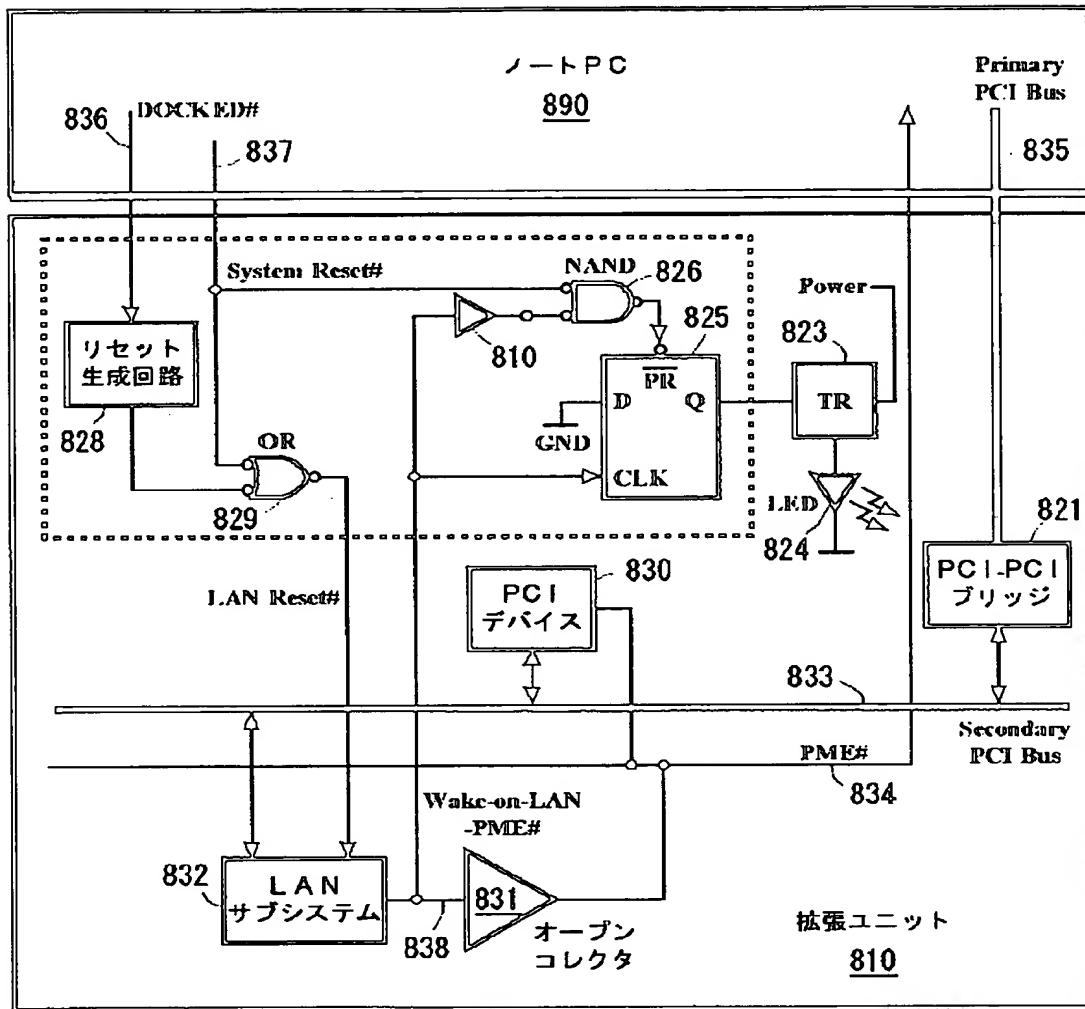 ノートPC
890
Primary
PCI Bus
835
836
DOCKED#
837
System Reset#
NAND
826
Power
リセット
生成回路
828
810
825
PR
D
Q
GND
CLK
823
TR
OR
829
LED
824
821
PCI-PCI
ブリッジ
LAN Reset#
830
PCI
デバイス
833
Secondary
PCI Bus
PME#
834
Wake-on-LAN
-PME#
832
LAN
サブシステム
838
831
オープン
コレクタ
拡張ユニット
810